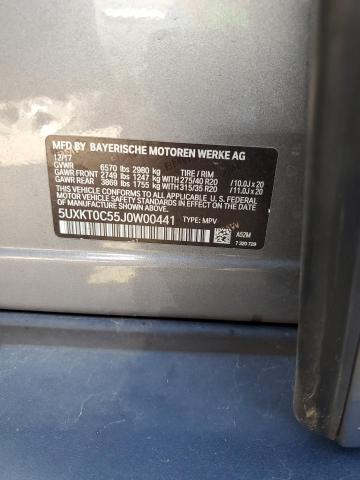 MFD BY BAYERISCHE MOTOREN WERKE AG
12/17
GVWR 6570 lbs 2980 kg TIRE / RIM
GAWR FRONT 2749 lbs 1247 kg WITH 275/40 R20 /10.0J x 20
GAWR REAR 3869 lbs 1755 kg WITH 315/35 R20 /11.0J x 20
THIS VEHICLE CONFORMS TO ALL APPLICABLE U.S. FEDERAL
MOTOR VEHICLE SAFETY STANDARDS IN EFFECT ON THE
DATE OF MANUFACTURE SHOWN ABOVE.
5UXKT0C55J0W00441 TYPE: MPV
A52M
7 320 729